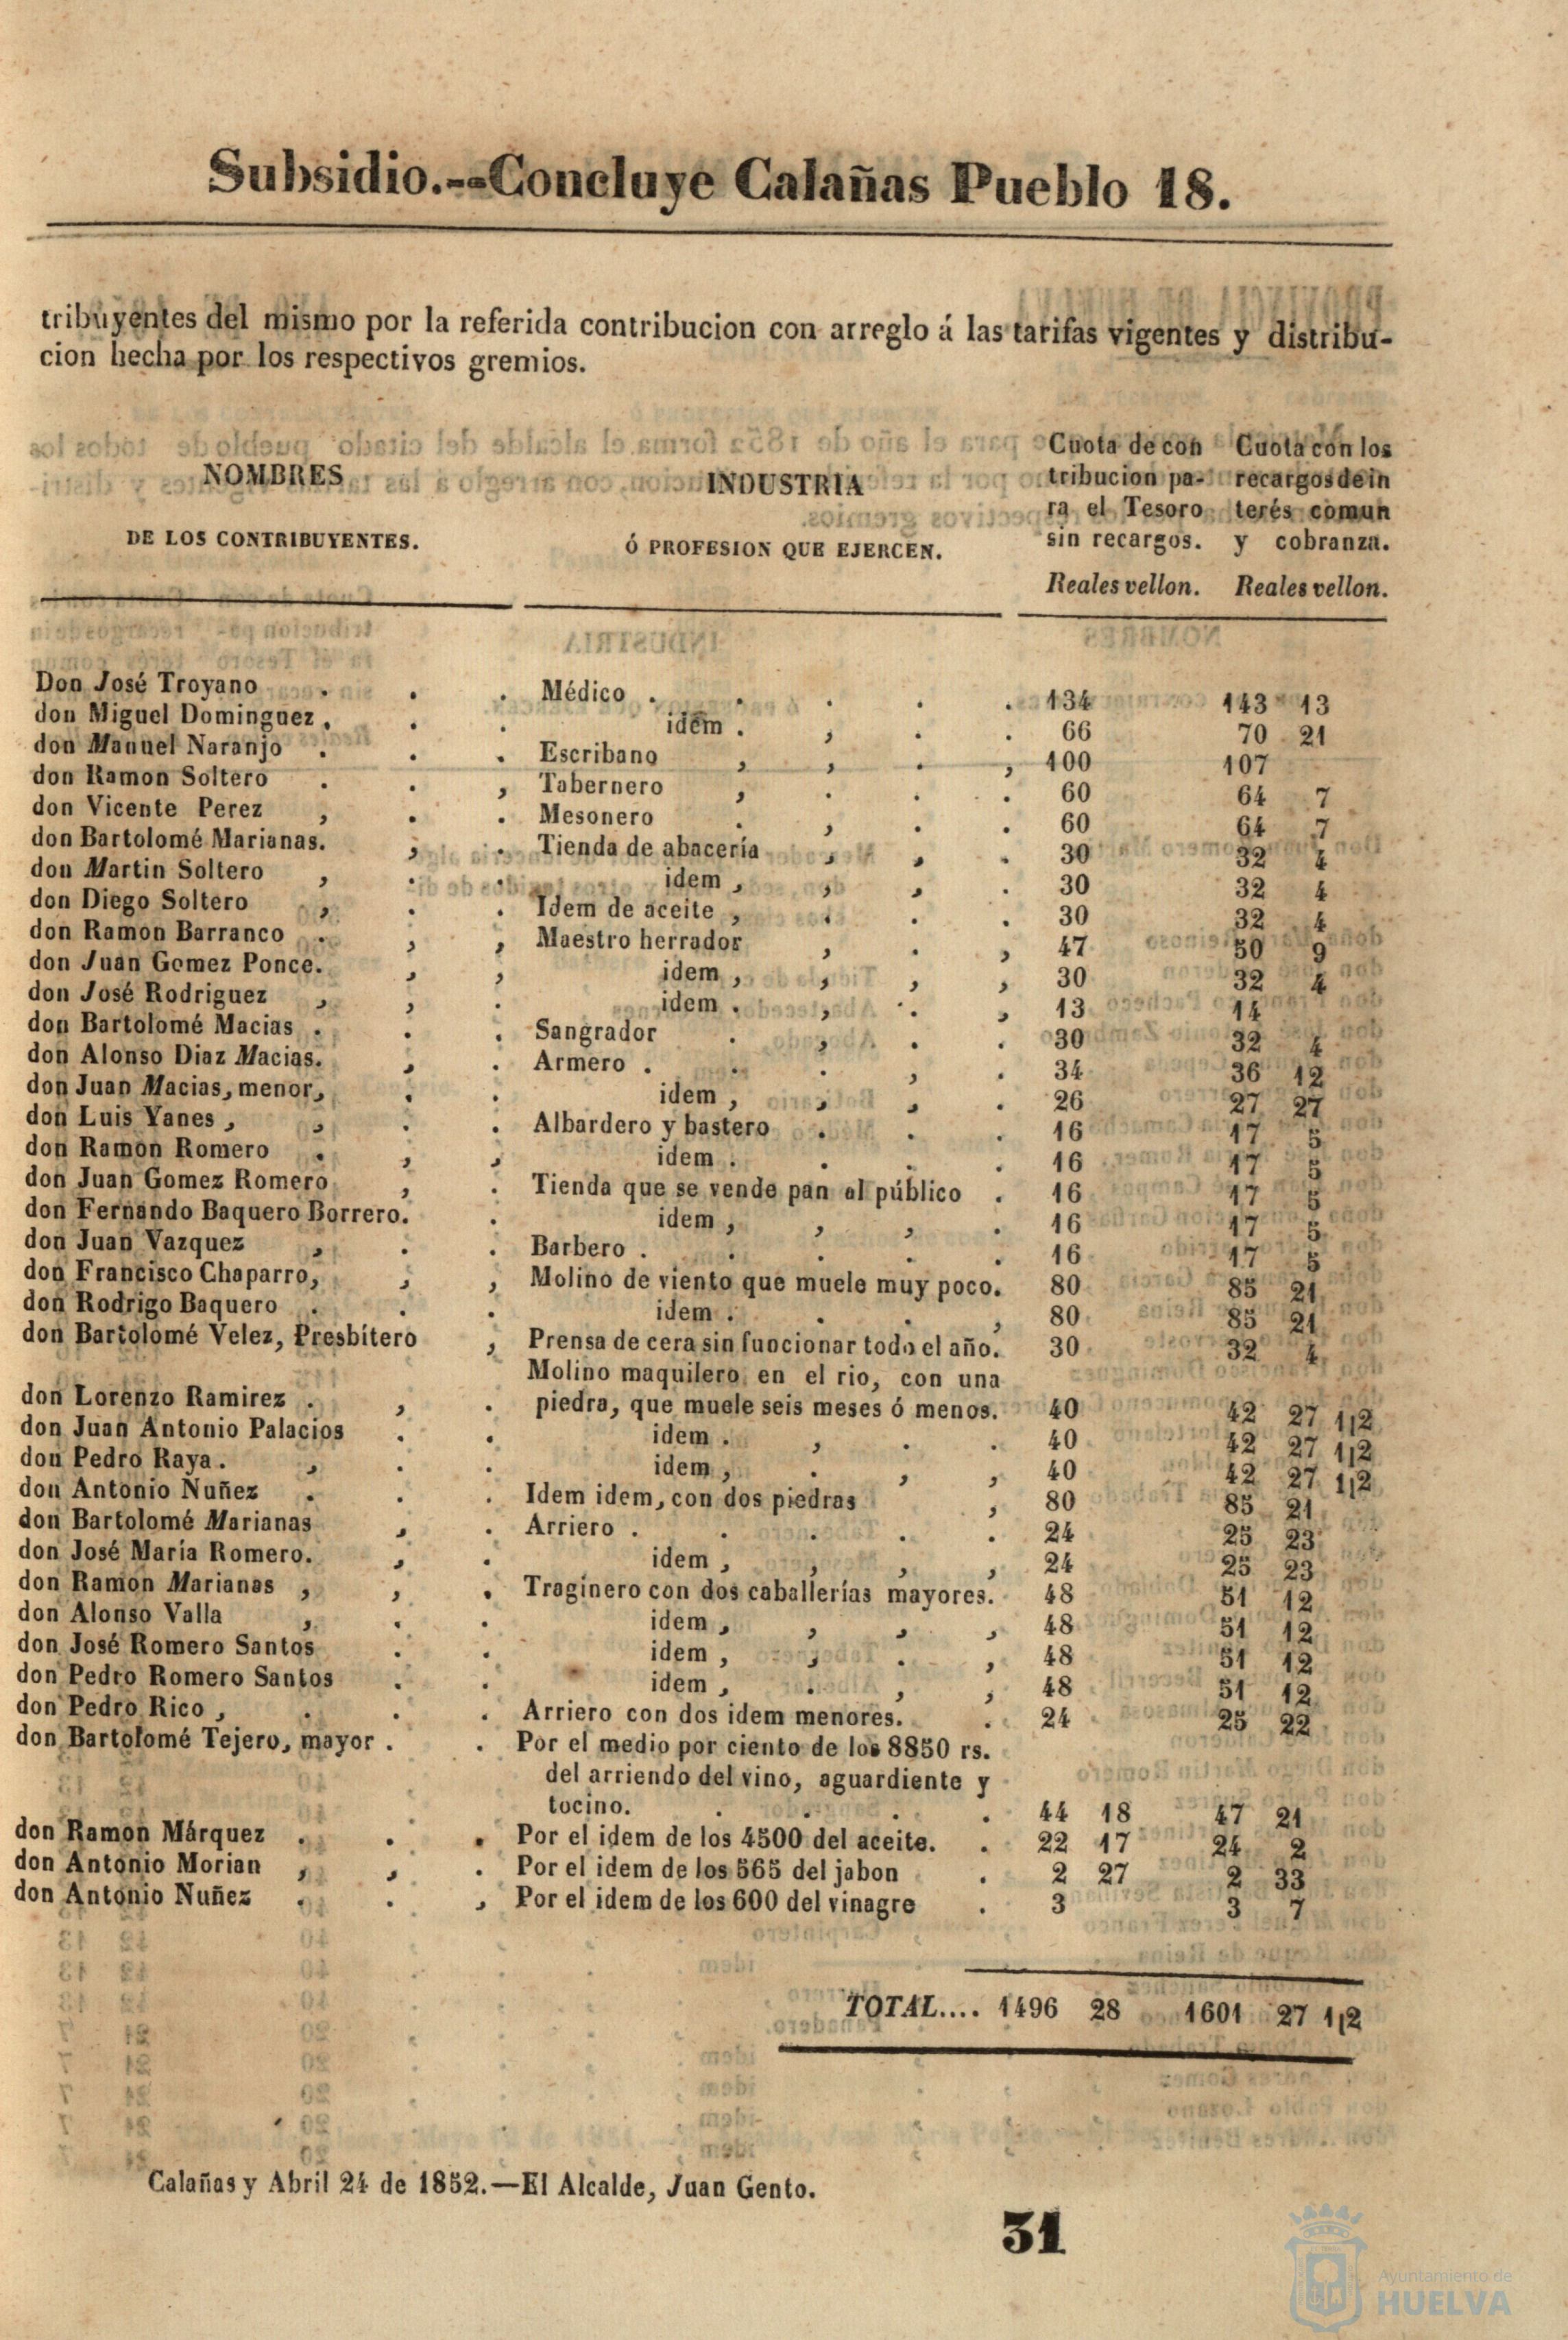 Subsidio.--Concluye Calañas Pueblo 18.
tribuyentes del mismo por la referida contribucion con arreglo á las tarifas vigentes y distribu-
cion hecha por los respectivos gremios.
NOMBRES
DE LOS CONTRIBUYENTES.
INDUSTRIA
Ó PROFESION QUE EJERCEN.
Cuota de con
tribucion pa-
ra el Tesoro
sin recargos.
Reales vellon.
Cuota con los
recargos de in
terés comun
y cobranza.
Reales vellon.
Don José Troyano . . . Médico . . . . . 134 143 13
don Miguel Dominguez . . . idem . , . . 66 70 21
don Manuel Naranjo . . . Escribano , , . , 100 107
don Ramon Soltero . . , Tabernero , . . . 60 64 7
don Vicente Perez , . . Mesonero . , . . 60 64 7
don Bartolomé Marianas. , . Tienda de abacería , , . 30 32 4
don Martin Soltero , . . idem , , , . 30 32 4
don Diego Soltero , . . Idem de aceite , , . . 30 32 4
don Ramon Barranco . , , Maestro herrador , . , 47 50 9
don Juan Gomez Ponce. , , idem , , , , 30 32 4
don José Rodriguez , , . idem . , . , 13 14
don Bartolomé Macias . . . Sangrador . , . . 30 32 4
don Alonso Diaz Macias. , . Armero . . . , . 34 36 12
don Juan Macias, menor, . . idem , , , . 26 27 27
don Luis Yanes , , . . Albardero y bastero . . . 16 17 5
don Ramon Romero . , , idem . . . . 16 17 5
don Juan Gomez Romero , . Tienda que se vende pan al público . 16 17 5
don Fernando Baquero Borrero. . idem , , , . 16 17 5
don Juan Vazquez , . . Barbero . . . . . 16 17 5
don Francisco Chaparro, , , Molino de viento que muele muy poco. 80 85 21
don Rodrigo Baquero . . . idem . . . , 80 85 21
don Bartolomé Velez, Presbítero , Prensa de cera sin funcionar todo el año. 30 32 4
Molino maquilero en el rio, con una
don Lorenzo Ramirez . , . piedra, que muele seis meses ó menos. 40 42 27 1¡2
don Juan Antonio Palacios . . idem . , . . 40 42 27 1¡2
don Pedro Raya . , . . idem , . , , 40 42 27 1¡2
don Antonio Nuñez . . . Idem idem, con dos piedras , 80 85 21
don Bartolomé Marianas , . Arriero . . . . . 24 25 23
don José María Romero. , . idem , , , , 24 25 23
don Ramon Marianas , , . Traginero con dos caballerías mayores. 48 51 12
don Alonso Valla , . . idem , , , , 48 51 12
don José Romero Santos . . idem , , . , 48 51 12
don Pedro Romero Santos . . idem , . , , 48 51 12
don Pedro Rico , . . . Arriero con dos idem menores. . 24 25 22
don Bartolomé Tejero, mayor . . Por el medio por ciento de los 8850 rs.
del arriendo del vino, aguardiente y
tocino. . . . . 44 18 47 21
don Ramon Márquez . . . Por el idem de los 4500 del aceite. . 22 17 24 2
don Antonio Morian , , . Por el idem de los 565 del jabon . 2 27 2 33
don Antonio Nuñez . . , Por el idem de los 600 del vinagre . 3 3 7
TOTAL.... 1496 28 1601 27 1¡2
Calañas y Abril 24 de 1852.—El Alcalde, Juan Gento.
31
Ayuntamiento de
HUELVA